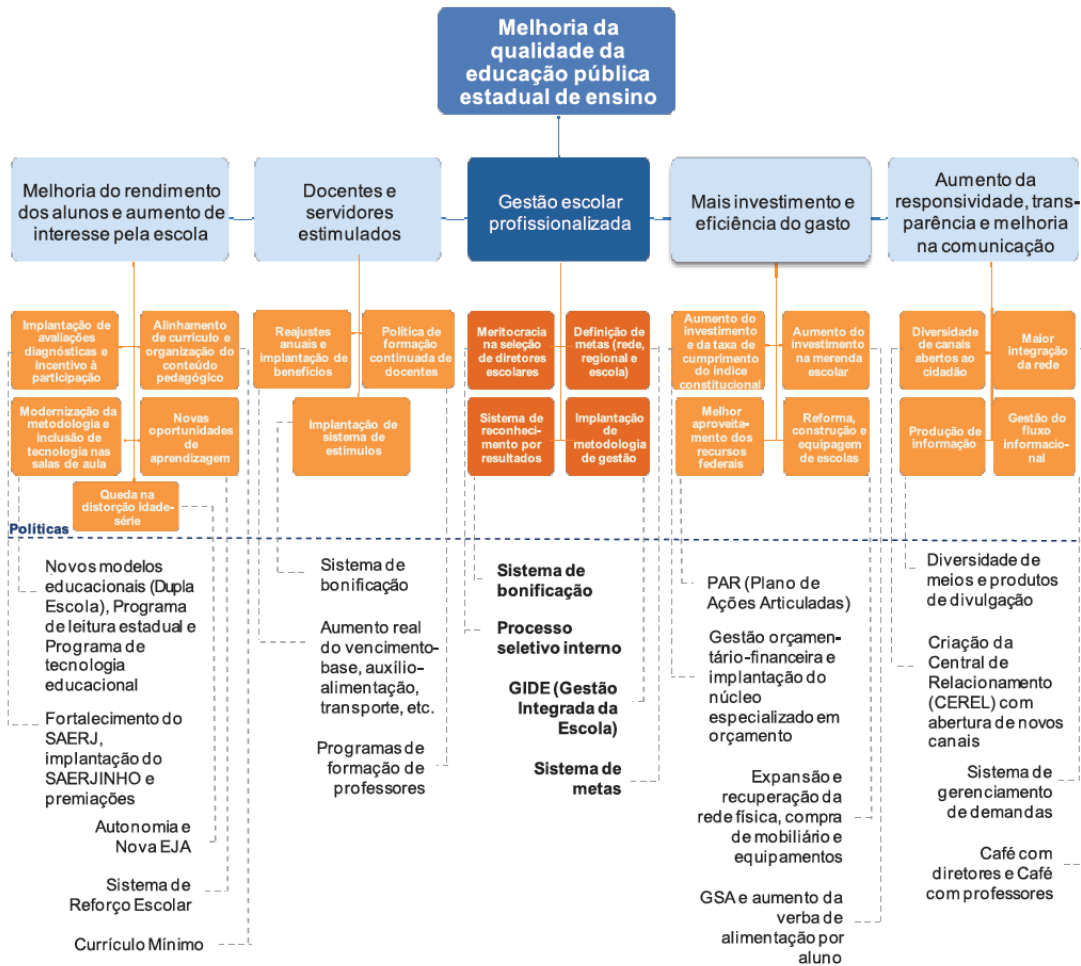 Melhoria da
qualidade da
educação pública
estadual de ensino
Melhoria do rendimento
dos alunos e aumento de
interesse pela escola
Docentes e
servidores
estimulados
Gestão escolar
profissionalizada
Mais investimento e
eficiência do gasto
Aumento da
responsividade, trans-
parência e melhoria
na comunicação
Implantação de
avaliações
diagnósticas e
incentivo à
participação
Alinhamento
de currículo e
organização do
conteúdo
pedagógico
Modernização da
metodologia e
inclusão de
tecnologia nas
salas de aula
Novas
oportunidades
de
aprendizagem
Queda na
distorção idade-
série
Reajustes
anuais e
implantação de
benefícios
Política de
formação
continuada de
docentes
Implantação
de sistema de
estímulos
Meritocracia
na seleção de
diretores
escolares
Definição de
metas (rede,
regional e
escola)
Sistema de
reconhecimento
por
resultados
Implantação
de
metodologia
de gestão
Aumento do
investimento
e da taxa de
cumprimento
do índice
constitucional
Aumento do
investimento
na merenda
escolar
Melhor
aproveita-
mento dos
recursos
federais
Reforma,
construção e
equipagem
de escolas
Diversidade
de canais
abertos ao
cidadão
Maior
integração
da rede
Produção de
informação
Gestão do
fluxo
informacio-
nal
Políticas
Novos modelos
educacionais (Dupla
Escola), Programa
de leitura estadual e
Programa de
tecnologia
educacional
Fortalecimento do
SAERJ,
implantação do
SAERJINHO e
premiações
Autonomia e
Nova EJA
Sistema de
Reforço Escolar
Currículo Mínimo
Sistema de
bonificação
Aumento real
do vencimento-
base, auxílio-
alimentação,
transporte, etc.
Programas de
formação de
professores
Sistema de
bonificação
Processo
seletivo interno
GIDE (Gestão
Integrada da
Escola)
Sistema de
metas
PAR (Plano de
Ações Articuladas)
Gestão orçamen-
tário-financeira e
implantação do
núcleo
especializado em
orçamento
Expansão e
recuperação da
rede física, compra
de mobiliário e
equipamentos
GSA e aumento da
verba de
alimentação por
aluno
Diversidade de
meios e produtos
de divulgação
Criação da
Central de
Relacionamento
(CEREL) com
abertura de novos
canais
Sistema de
gerenciamento
de demandas
Café com
diretores e Café
com professores